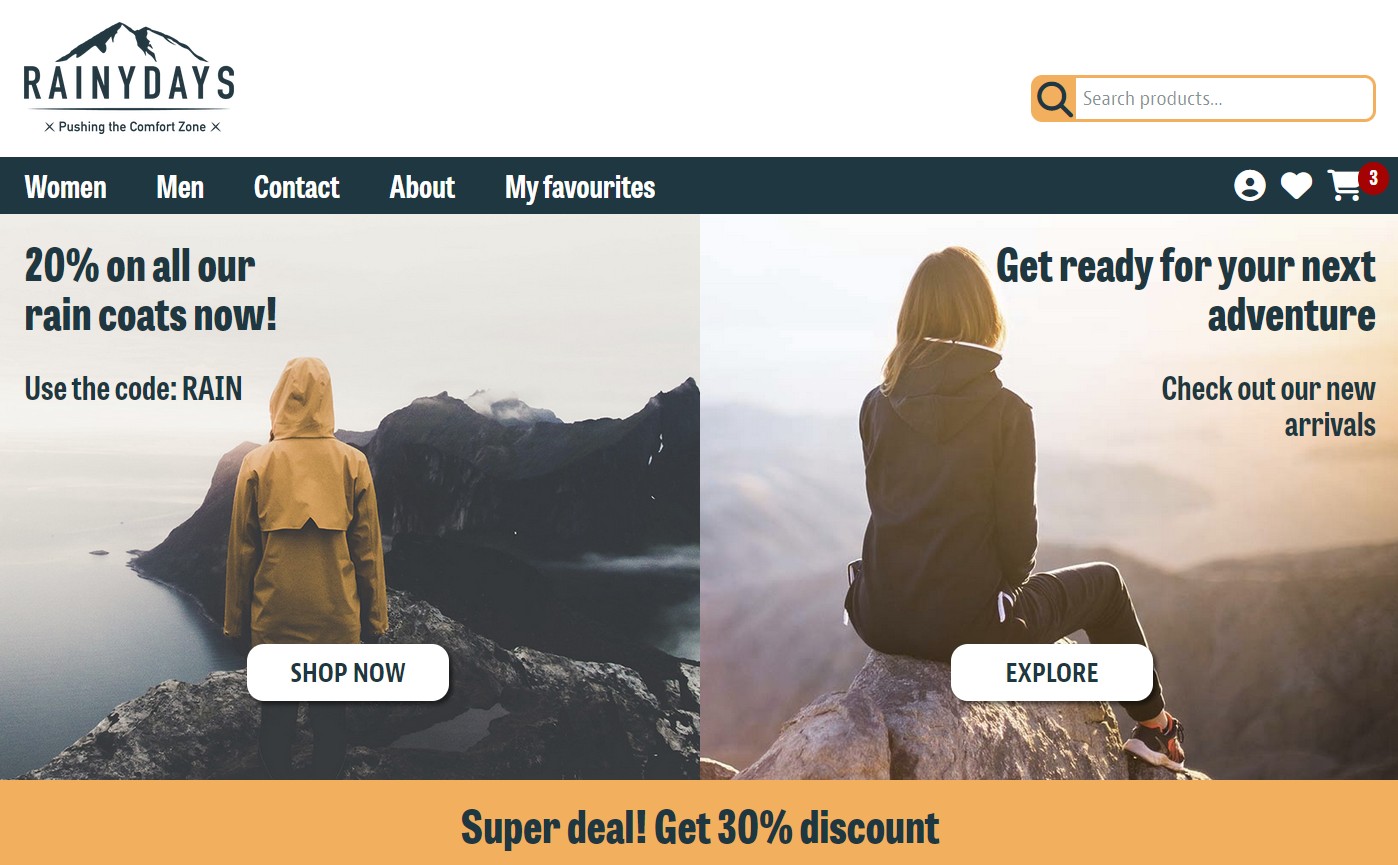 RAINYDAYS
Pushing the Comfort Zone
Search products...
Women Men Contact About My favourites
3
20% on all our
rain coats now!
Use the code: RAIN
SHOP NOW
Get ready for your next
adventure
Check out our new
arrivals
EXPLORE
Super deal! Get 30% discount